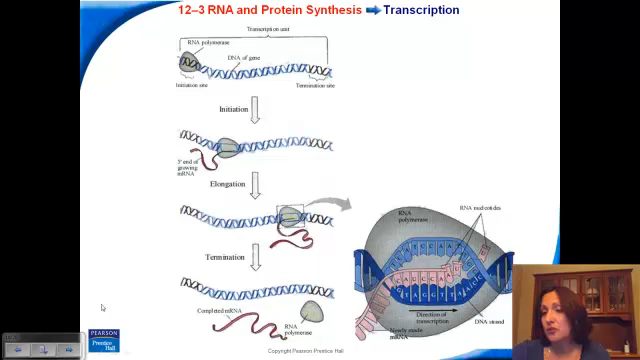 12–3 RNA and Protein Synthesis
Transcription
Transcription unit
RNA polymerase
DNA of gene
Initiation site
Termination site
Initiation
5' end of
growing
mRNA
Elongation
Termination
Completed mRNA
RNA
polymerase
RNA nucleotides
RNA
polymerase
A T C C A A
C A U C C A
G T A G G T T A
Direction of
transcription
DNA strand
Newly made
mRNA
PEARSON
Prentice
Hall
Copyright Pearson Prentice Hall